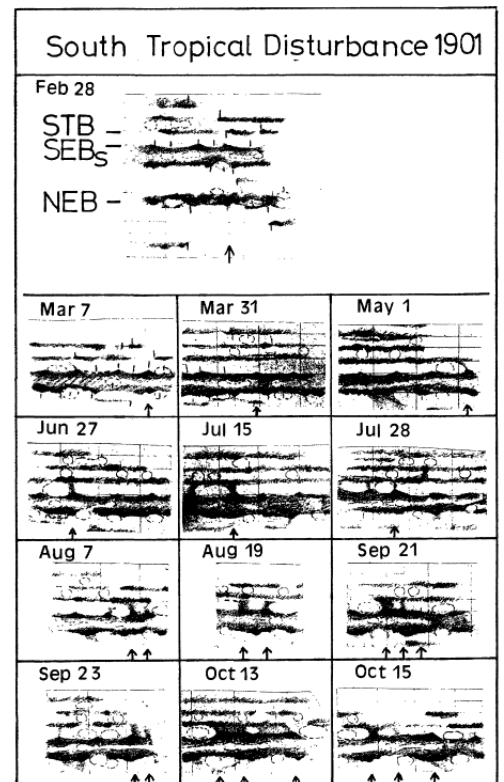 South Tropical Disturbance 1901
Feb 28
STB
SEBs
NEB
Mar 7
Mar 31
May 1
Jun 27
Jul 15
Jul 28
Aug 7
Aug 19
Sep 21
Sep 23
Oct 13
Oct 15